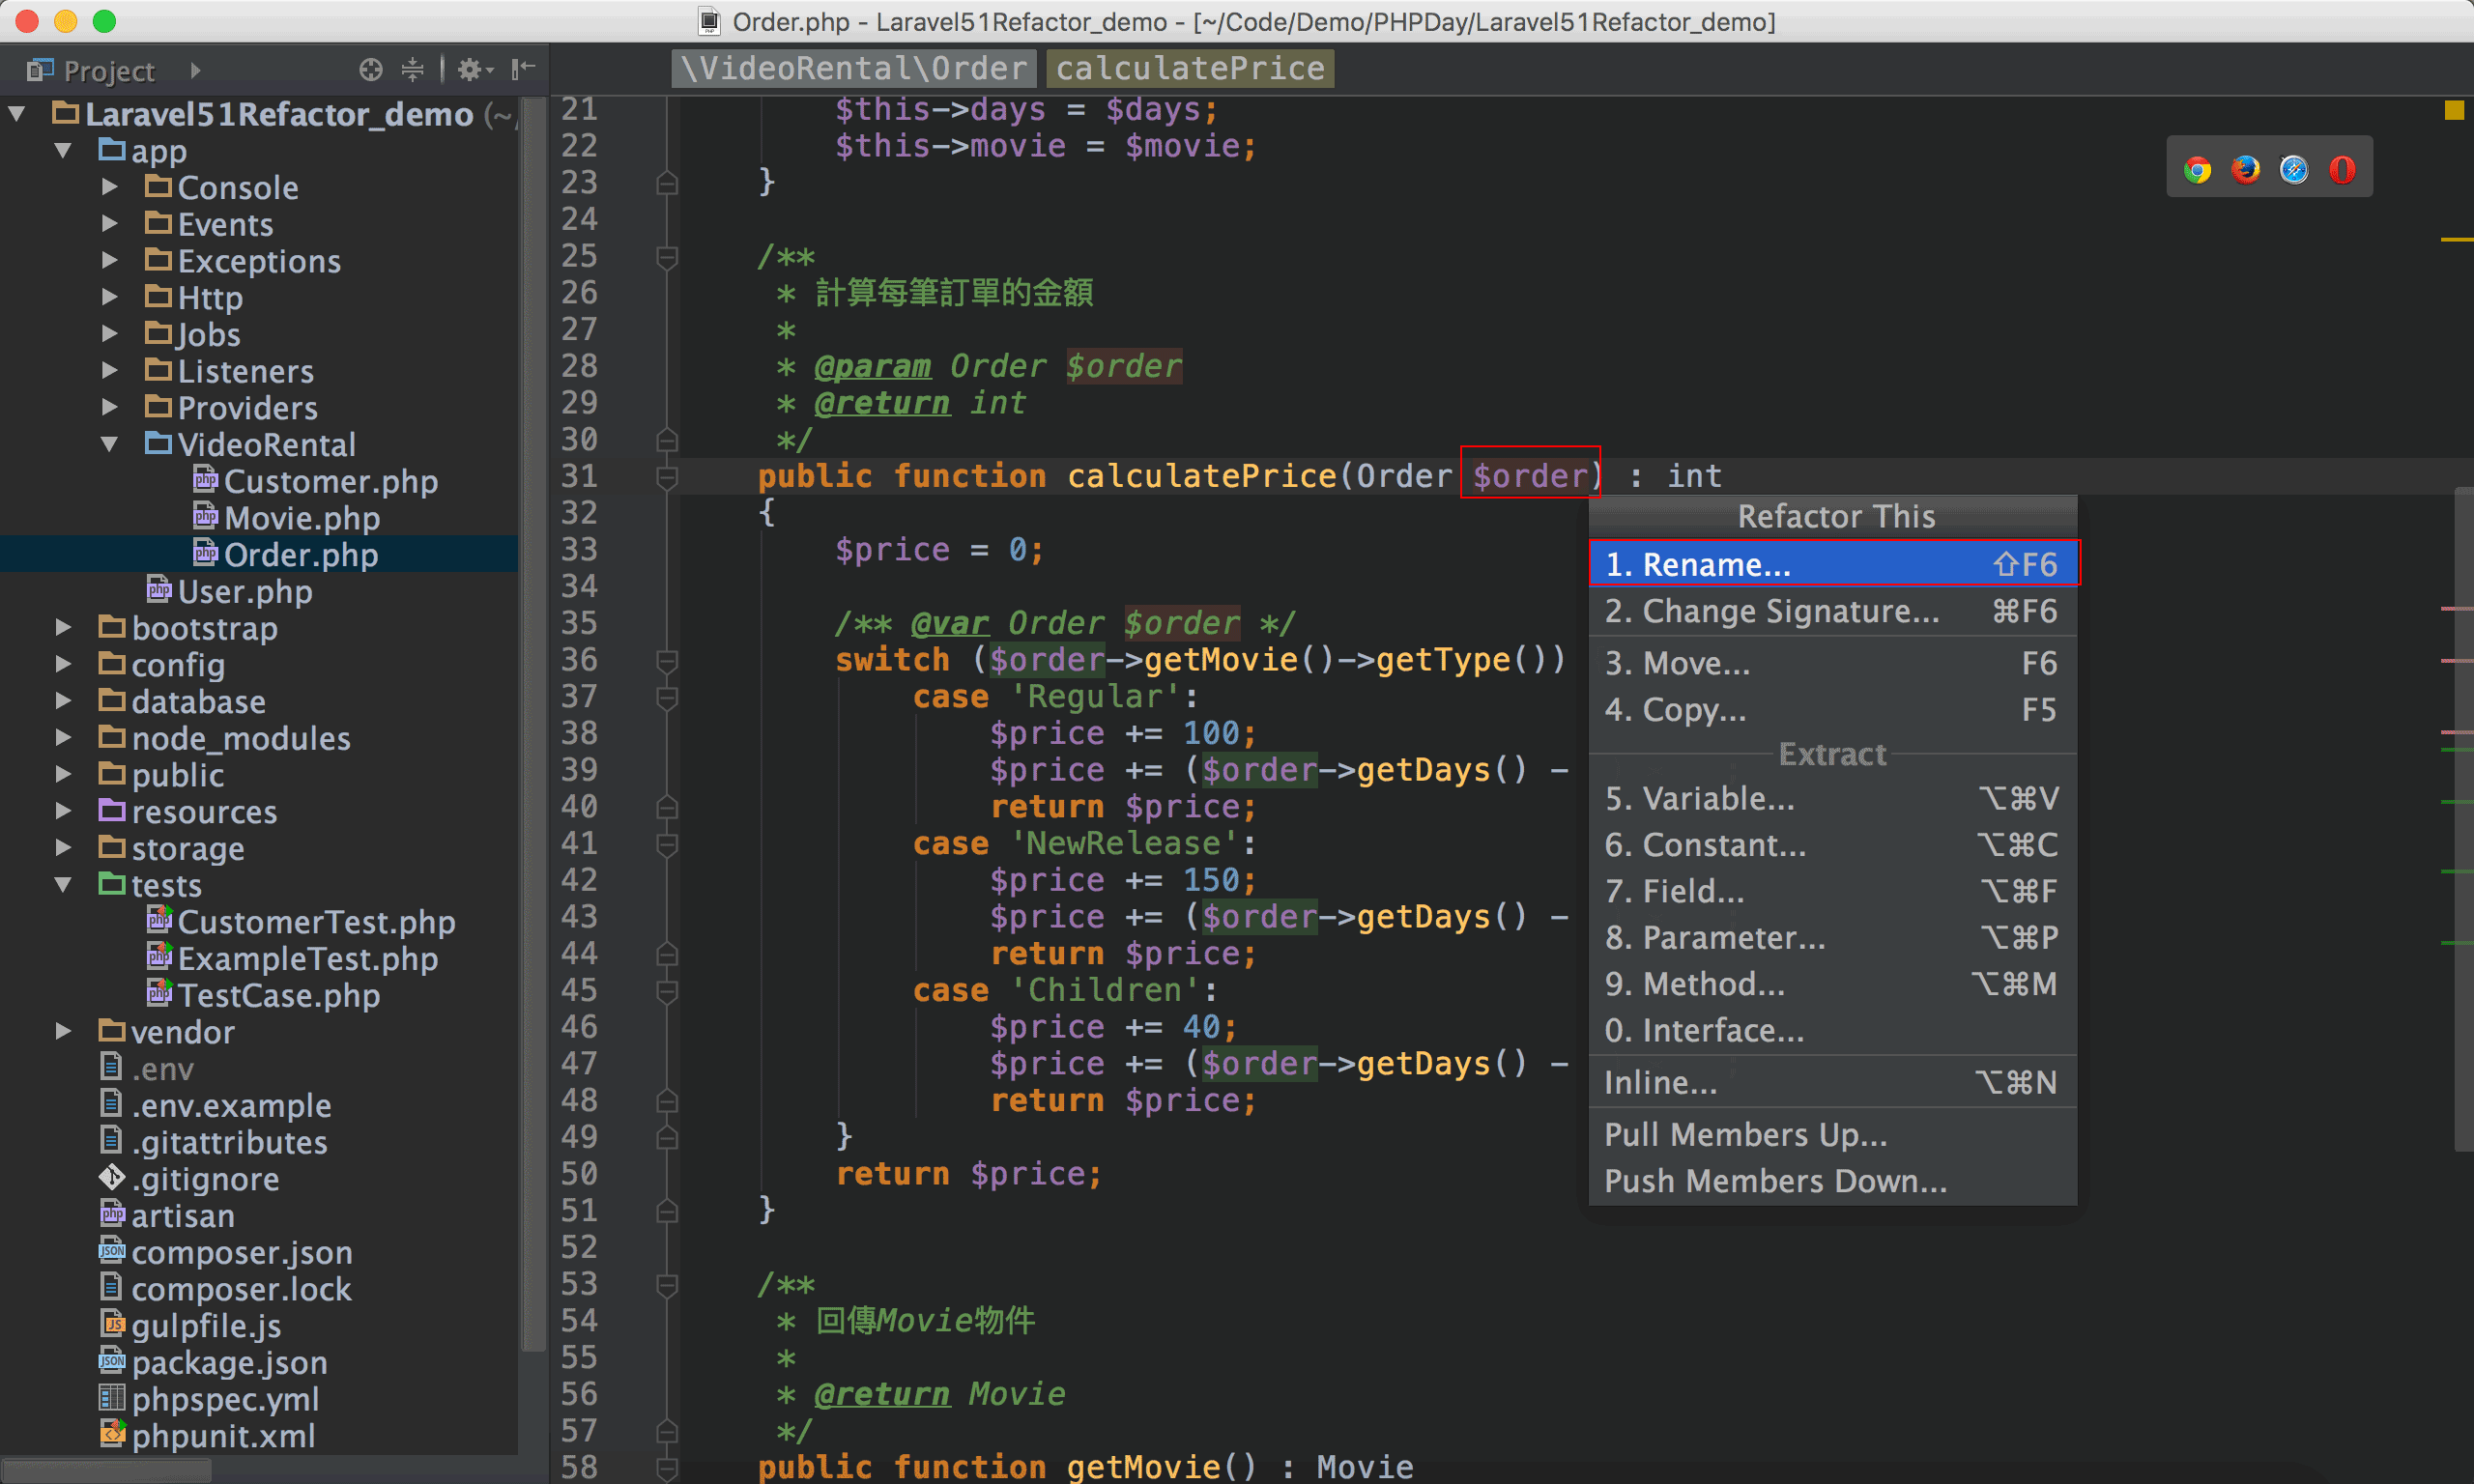 Order.php - Laravel51Refactor_demo - [~/Code/Demo/PHPDay/Laravel51Refactor_demo]
Project
\VideoRental\Order calculatePrice
Laravel51Refactor_demo (~/
app
Console
Events
Exceptions
Http
Jobs
Listeners
Providers
VideoRental
Customer.php
Movie.php
Order.php
User.php
bootstrap
config
database
node_modules
public
resources
storage
tests
CustomerTest.php
ExampleTest.php
TestCase.php
vendor
.env
.env.example
.gitattributes
.gitignore
artisan
composer.json
composer.lock
gulpfile.js
package.json
phpspec.yml
phpunit.xml
21 $this->days = $days;
22 $this->movie = $movie;
23 }
24
25 /**
26 * 計算每筆訂單的金額
27 *
28 * @param Order $order
29 * @return int
30 */
31 public function calculatePrice(Order $order) : int
32 {
33 $price = 0;
34
35 /** @var Order $order */
36 switch ($order->getMovie()->getType())
37 case 'Regular':
38 $price += 100;
39 $price += ($order->getDays() -
40 return $price;
41 case 'NewRelease':
42 $price += 150;
43 $price += ($order->getDays() -
44 return $price;
45 case 'Children':
46 $price += 40;
47 $price += ($order->getDays() -
48 return $price;
49 }
50 return $price;
51 }
52
53 /**
54 * 回傳Movie物件
55 *
56 * @return Movie
57 */
58 public function getMovie() : Movie
Refactor This
1. Rename... ⇧F6
2. Change Signature... ⌘F6
3. Move... F6
4. Copy... F5
Extract
5. Variable... ⌥⌘V
6. Constant... ⌥⌘C
7. Field... ⌥⌘F
8. Parameter... ⌥⌘P
9. Method... ⌥⌘M
0. Interface...
Inline... ⌥⌘N
Pull Members Up...
Push Members Down...